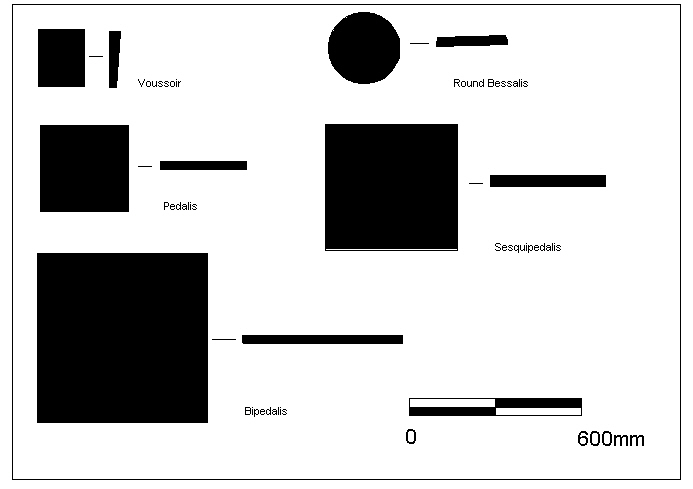 Voussoir
Round Bessalis
Pedalis
Sesquipedalis
Bipedalis
0
600mm